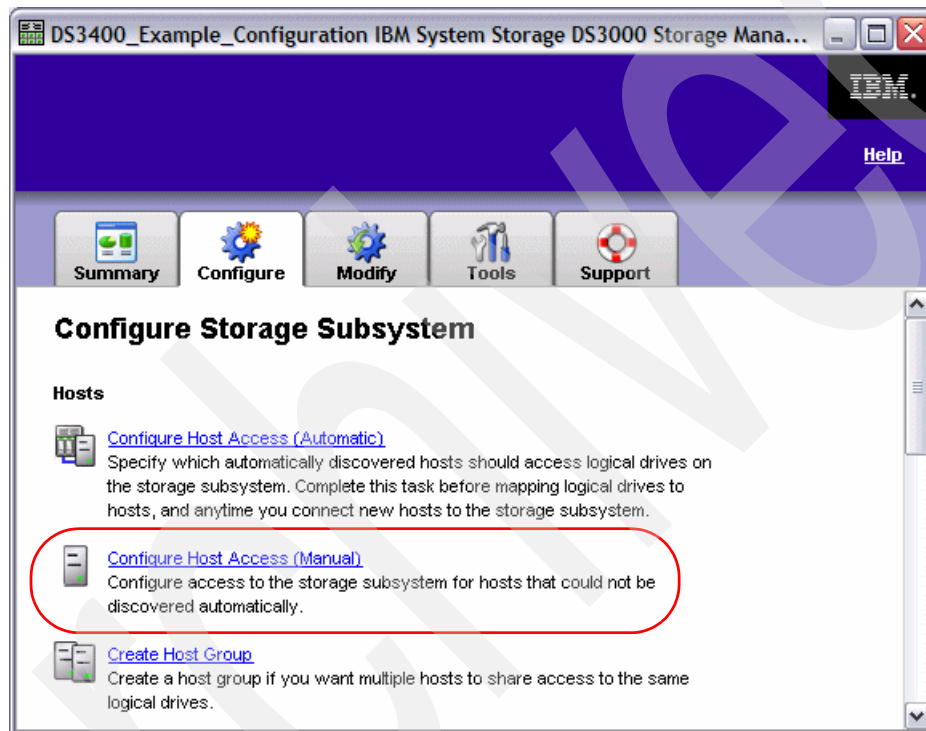 DS3400_Example_Configuration IBM System Storage DS3000 Storage Mana...
IBM.
Help
Summary
Configure
Modify
Tools
Support
Configure Storage Subsystem
Hosts
Configure Host Access (Automatic)
Specify which automatically discovered hosts should access logical drives on
the storage subsystem. Complete this task before mapping logical drives to
hosts, and anytime you connect new hosts to the storage subsystem.
Configure Host Access (Manual)
Configure access to the storage subsystem for hosts that could not be
discovered automatically.
Create Host Group
Create a host group if you want multiple hosts to share access to the same
logical drives.